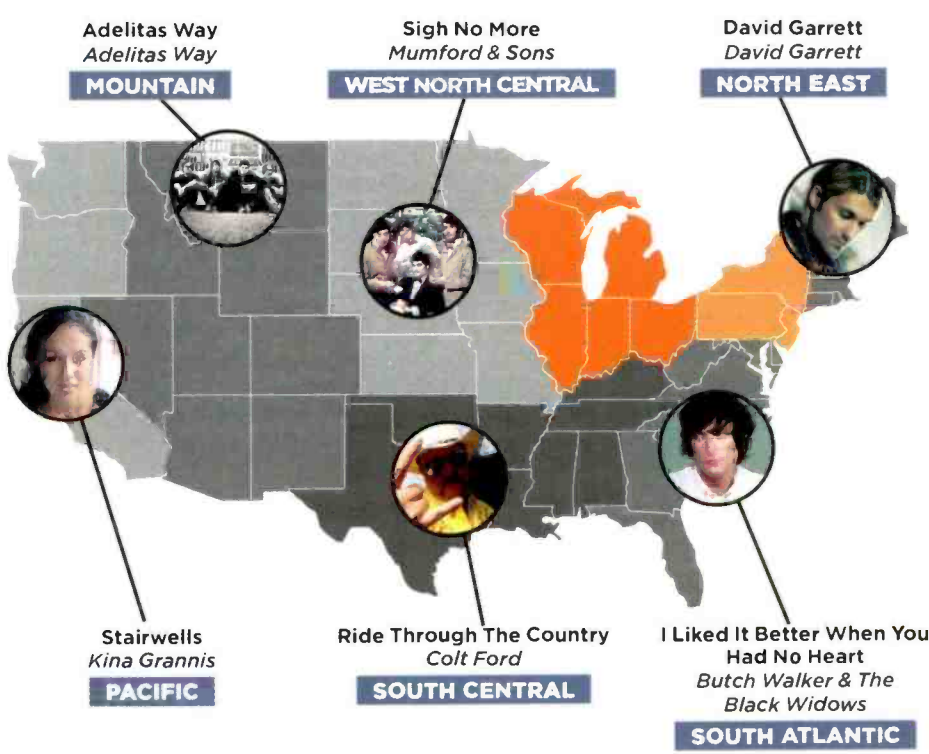 Adelitas Way
Adelitas Way
MOUNTAIN
Sigh No More
Mumford & Sons
WEST NORTH CENTRAL
David Garrett
David Garrett
NORTH EAST
Stairwells
Kina Grannis
PACIFIC
Ride Through The Country
Colt Ford
SOUTH CENTRAL
I Liked It Better When You
Had No Heart
Butch Walker & The
Black Widows
SOUTH ATLANTIC